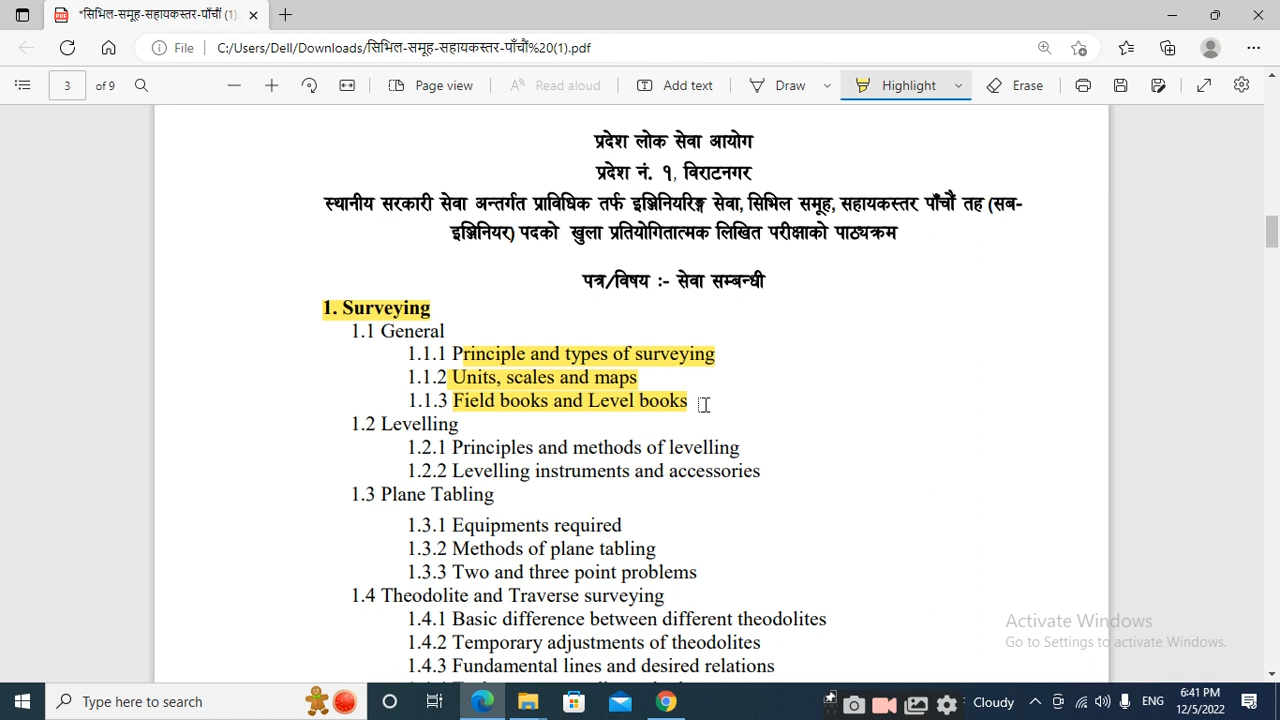 *सिभिल-समूह-सहायकस्तर-पाँचौं (1)
File C:/Users/Dell/Downloads/सिभिल-समूह-सहायकस्तर-पाँचौं%20(1).pdf
3 of 9 Page view Read aloud Add text Draw Highlight Erase
प्रदेश लोक सेवा आयोग
प्रदेश नं. १, विराटनगर
स्थानीय सरकारी सेवा अन्तर्गत प्राविधिक तर्फ इञ्जिनियरिङ्ग सेवा, सिभिल समूह, सहायकस्तर पाँचौं तह (सब-
इञ्जिनियर) पदको खुला प्रतियोगितात्मक लिखित परीक्षाको पाठ्यक्रम
पत्र/विषय :- सेवा सम्बन्धी
1. Surveying
1.1 General
1.1.1 Principle and types of surveying
1.1.2 Units, scales and maps
1.1.3 Field books and Level books
1.2 Levelling
1.2.1 Principles and methods of levelling
1.2.2 Levelling instruments and accessories
1.3 Plane Tabling
1.3.1 Equipments required
1.3.2 Methods of plane tabling
1.3.3 Two and three point problems
1.4 Theodolite and Traverse surveying
1.4.1 Basic difference between different theodolites
1.4.2 Temporary adjustments of theodolites
1.4.3 Fundamental lines and desired relations
Activate Windows
Go to Settings to activate Windows.
Type here to search Cloudy ENG 6:41 PM
12/5/2022